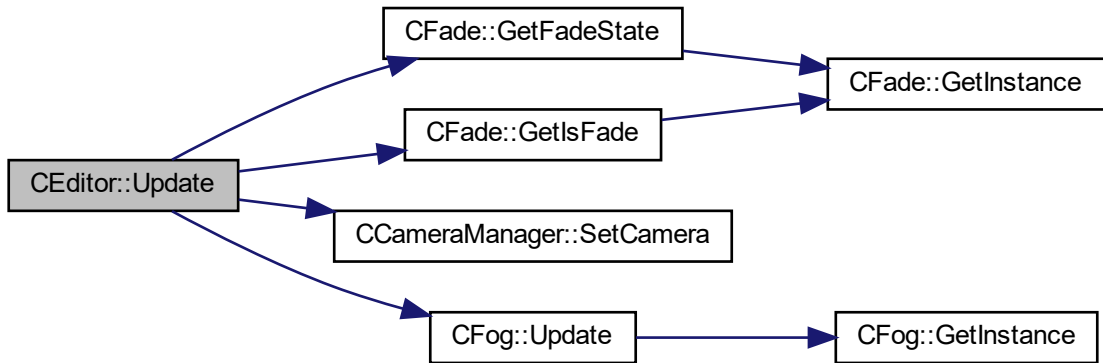 CEditor::Update
CFade::GetFadeState
CFade::GetIsFade
CCameraManager::SetCamera
CFog::Update
CFade::GetInstance
CFog::GetInstance